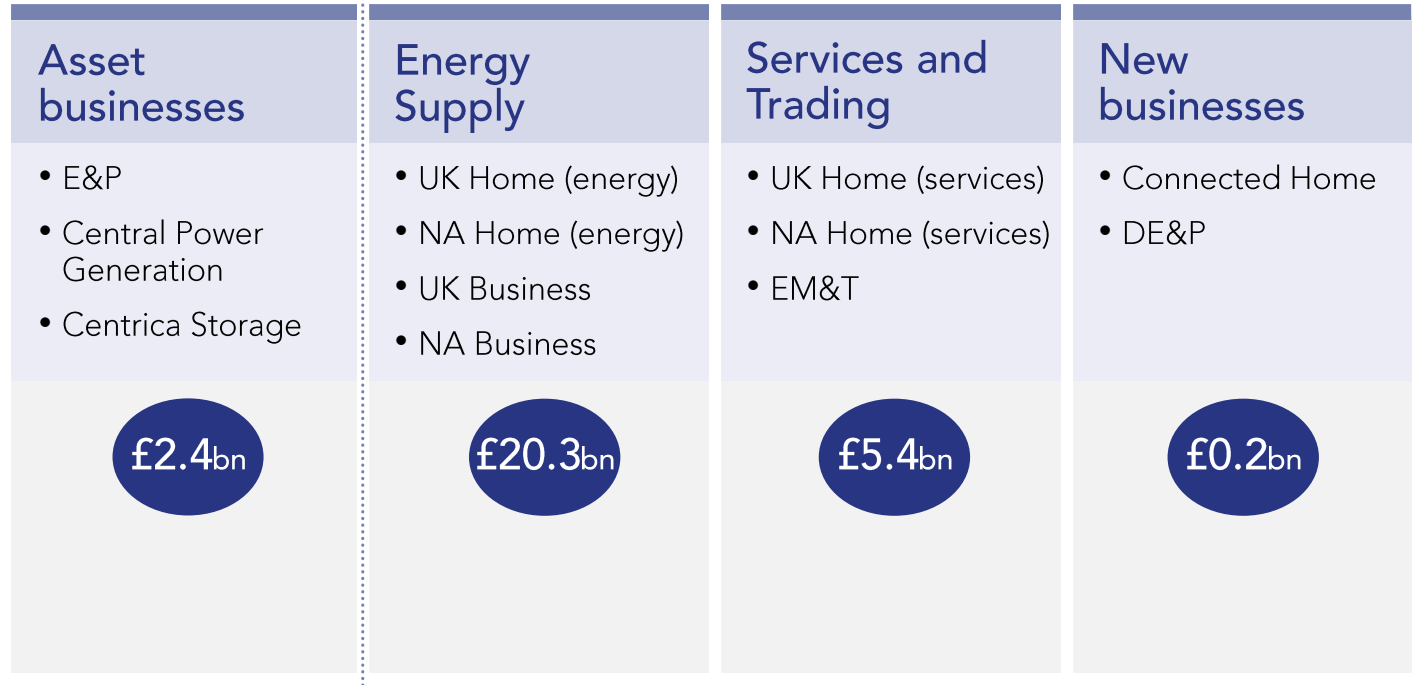 Asset
businesses
• E&P
• Central Power
Generation
• Centrica Storage
£2.4bn
Energy
Supply
• UK Home (energy)
• NA Home (energy)
• UK Business
• NA Business
£20.3bn
Services and
Trading
• UK Home (services)
• NA Home (services)
• EM&T
£5.4bn
New
businesses
• Connected Home
• DE&P
£0.2bn